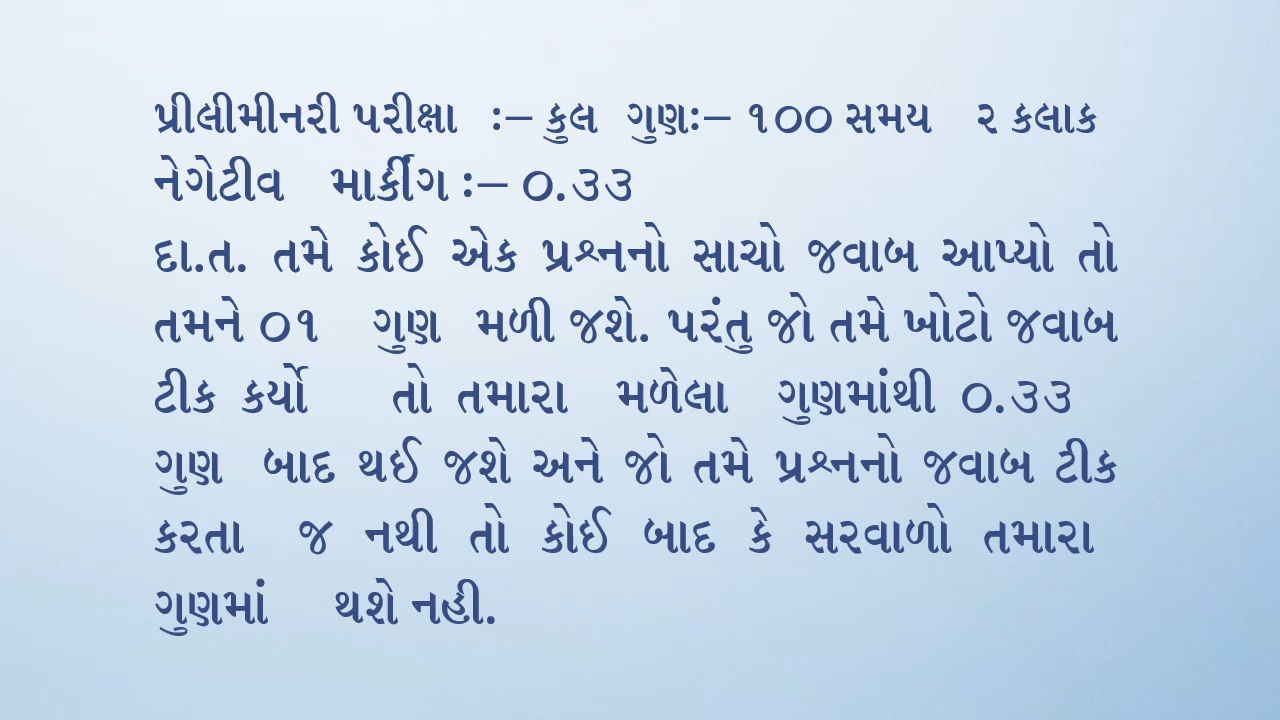 પ્રીલીમીનરી પરીક્ષા :– કુલ ગુણઃ– ૧૦૦ સમય ૨ કલાક
નેગેટીવ માર્કીંગ :– ૦.૩૩
દા.ત. તમે કોઈ એક પ્રશ્નનો સાચો જવાબ આપ્યો તો
તમને ૦૧ ગુણ મળી જશે. પરંતુ જો તમે ખોટો જવાબ
ટીક કર્યો તો તમારા મળેલા ગુણમાંથી ૦.૩૩
ગુણ બાદ થઈ જશે અને જો તમે પ્રશ્નનો જવાબ ટીક
કરતા જ નથી તો કોઈ બાદ કે સરવાળો તમારા
ગુણમાં થશે નહી.